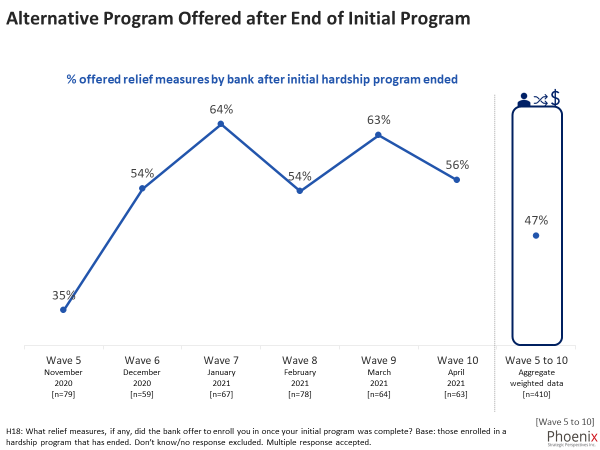 Alternative Program Offered after End of Initial Program
% offered relief measures by bank after initial hardship program ended
$
35%
54%
64%
54%
63%
56%
47%
Wave 5
November
2020
[n=79]
Wave 6
December
2020
[n=59]
Wave 7
January
2021
[n=67]
Wave 8
February
2021
[n=78]
Wave 9
March
2021
[n=64]
Wave 10
April
2021
[n=63]
Wave 5 to 10
Aggregate
weighted data
[n=410]
[Wave 5 to 10]
H18: What relief measures, if any, did the bank offer to enroll you in once your initial program was complete? Base: those enrolled in a
hardship program that has ended. Don't know/no response excluded. Multiple response accepted.
Phoenix
Strategic Perspectives Inc.